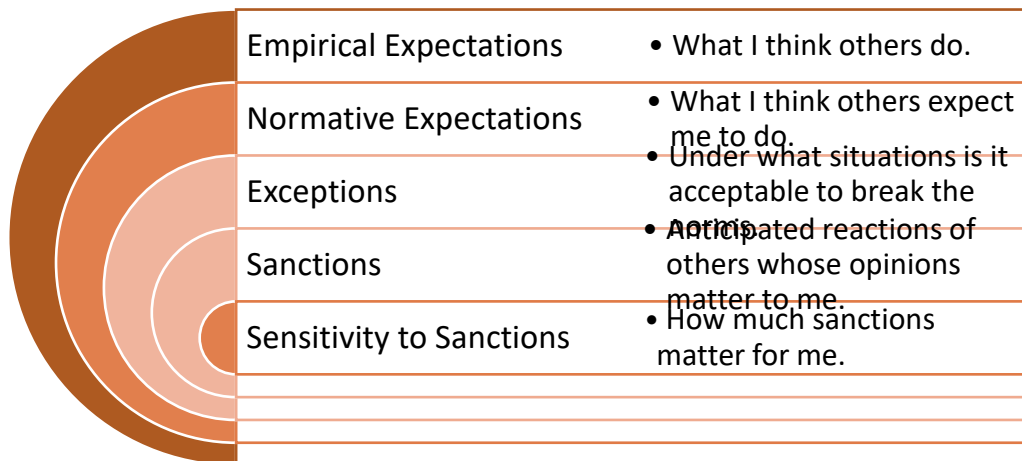 Empirical Expectations
• What I think others do.
Normative Expectations
• What I think others expect
me to do.
Exceptions
• Under what situations is it
acceptable to break the
norms.
Sanctions
• Anticipated reactions of
others whose opinions
matter to me.
Sensitivity to Sanctions
• How much sanctions
matter for me.